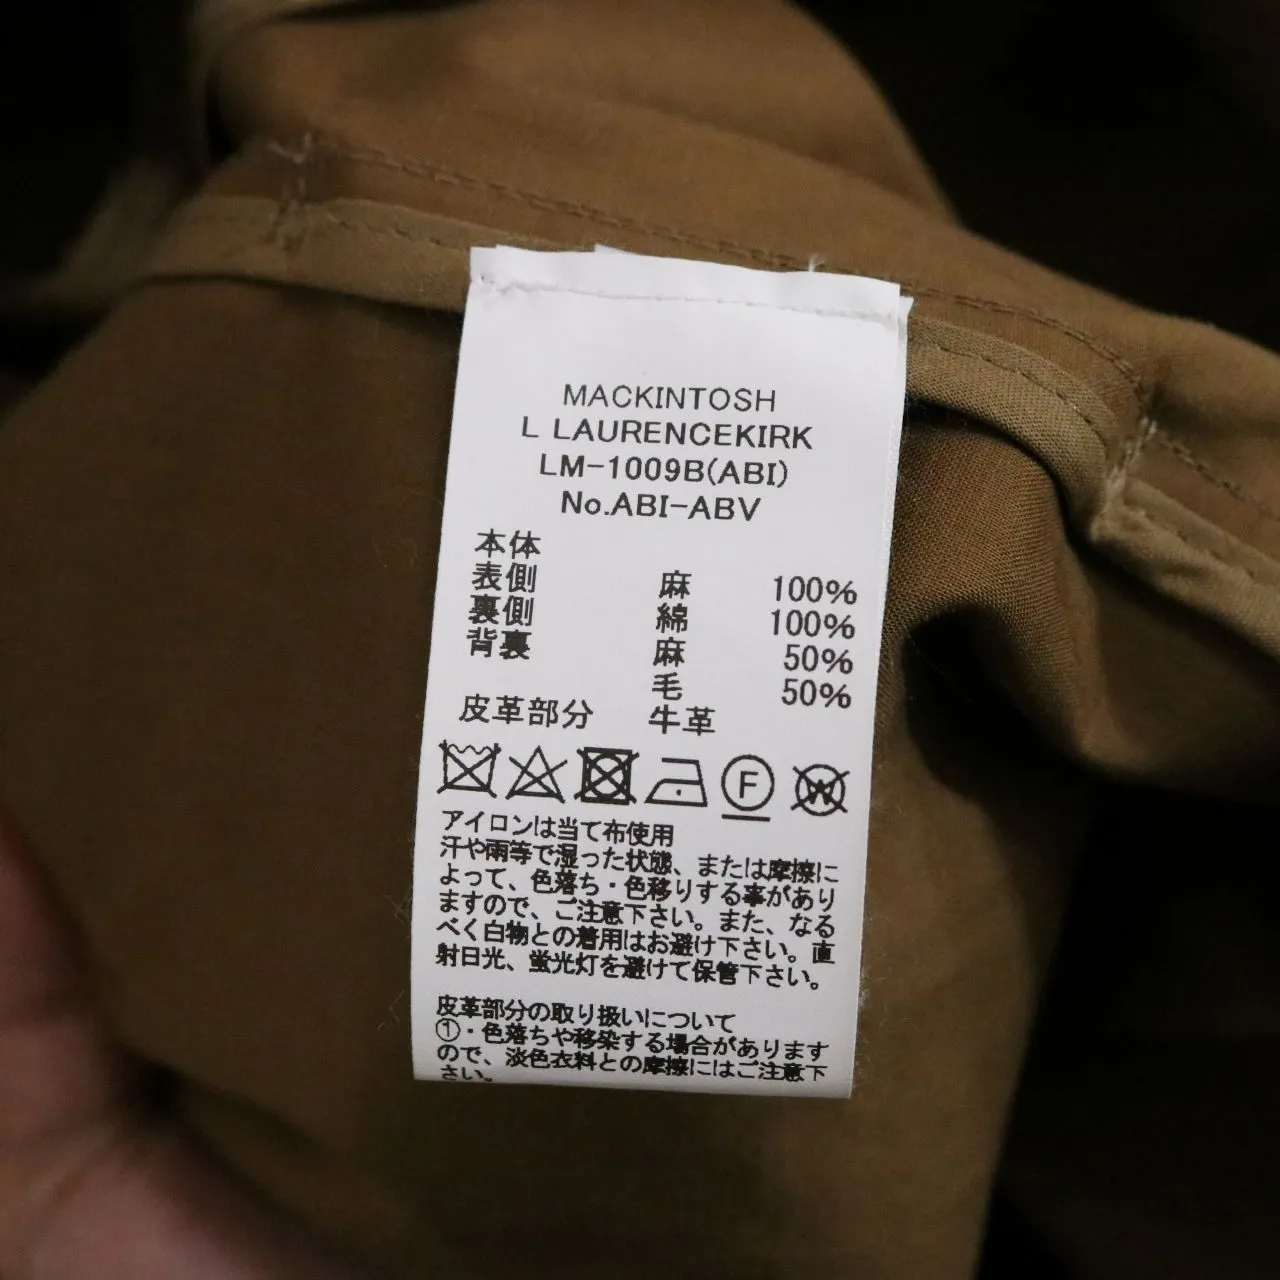 MACKINTOSH
L LAURENCEKIRK
LM-1009B(ABI)
No.ABI-ABV
本体
表側 麻 100%
裏側 綿 100%
背裏 麻 50%
毛 50%
皮革部分 牛革
F W
アイロンは当て布使用
汗や雨等で湿った状態、または摩擦に
よって、色落ち・色移りする事があり
ますので、ご注意下さい。また、なる
べく白物との着用はお避け下さい。直
射日光、蛍光灯を避けて保管下さい。
皮革部分の取り扱いについて
①・色落ちや移染する場合があります
ので、淡色衣料との摩擦にはご注意下
さい。